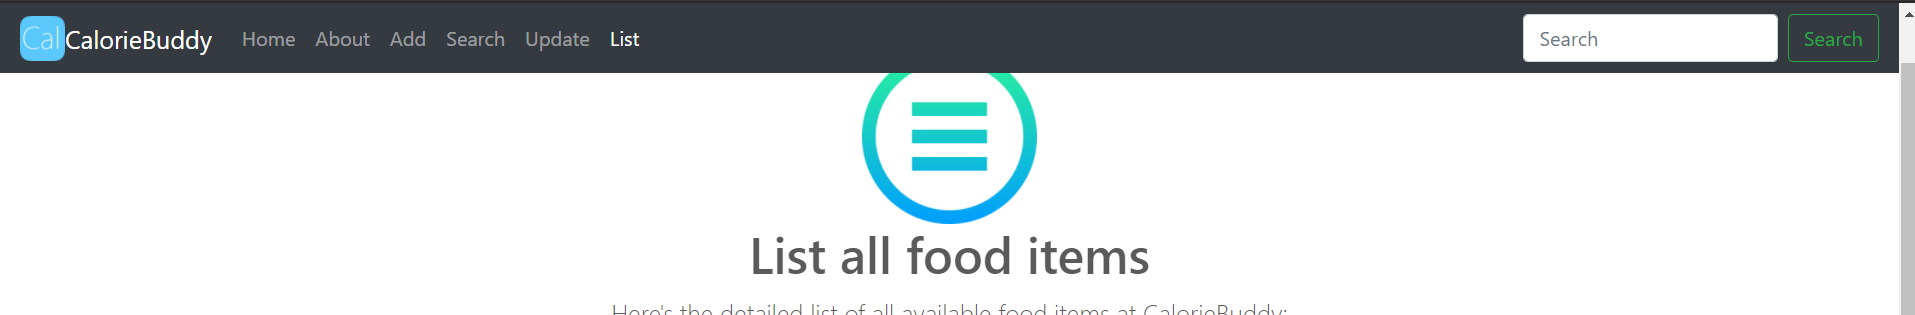 Cal CalorieBuddy Home About Add Search Update List Search Search
List all food items
Here's the detailed list of all available food items at CalorieBuddy: